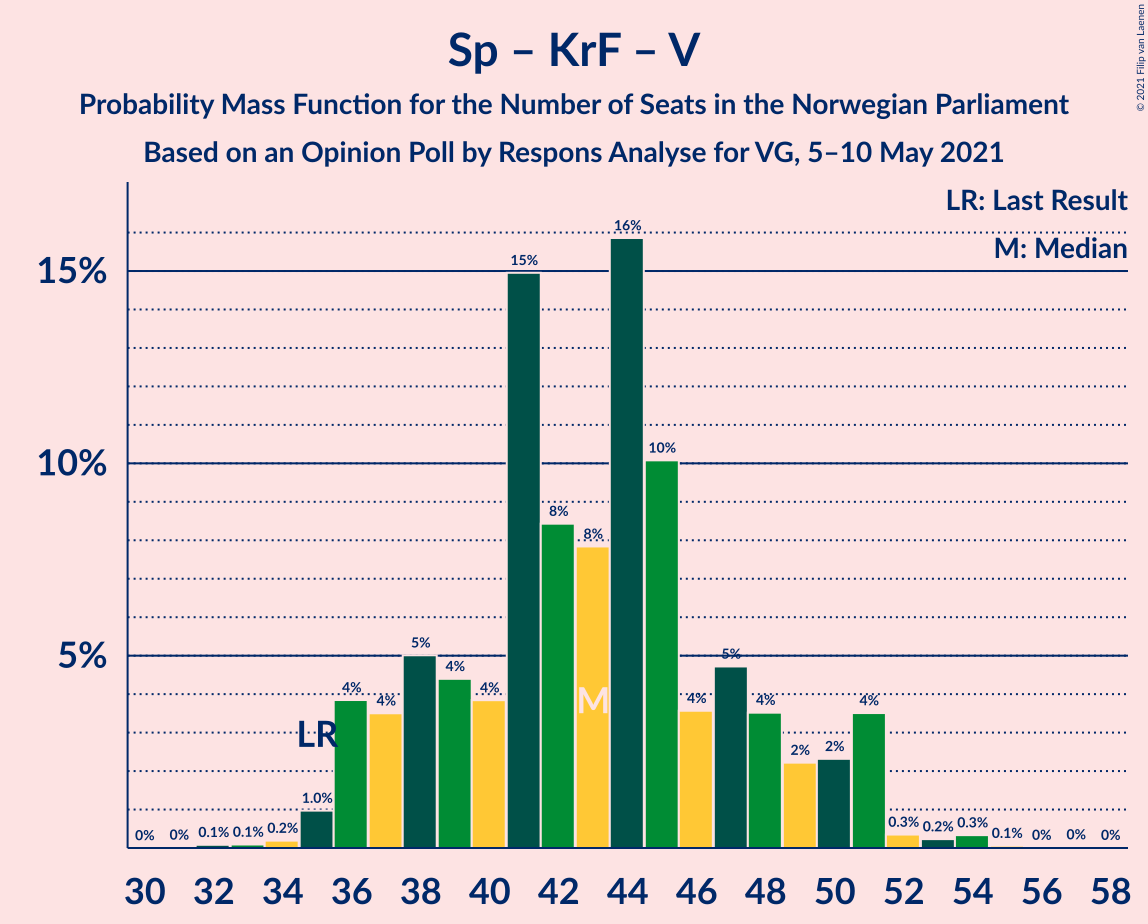 Sp – KrF – V
Probability Mass Function for the Number of Seats in the Norwegian Parliament
Based on an Opinion Poll by Respons Analyse for VG, 5–10 May 2021
© 2021 Filip van Laenen
LR: Last Result
M: Median
15%
10%
5%
0% 0% 0.1% 0.1% 0.2% 1.0% 4% 4% 5% 4% 4% 15% 8% 8% 16% 10% 4% 5% 4% 2% 2% 4% 0.3% 0.2% 0.3% 0.1% 0% 0% 0%
LR
M
30 32 34 36 38 40 42 44 46 48 50 52 54 56 58